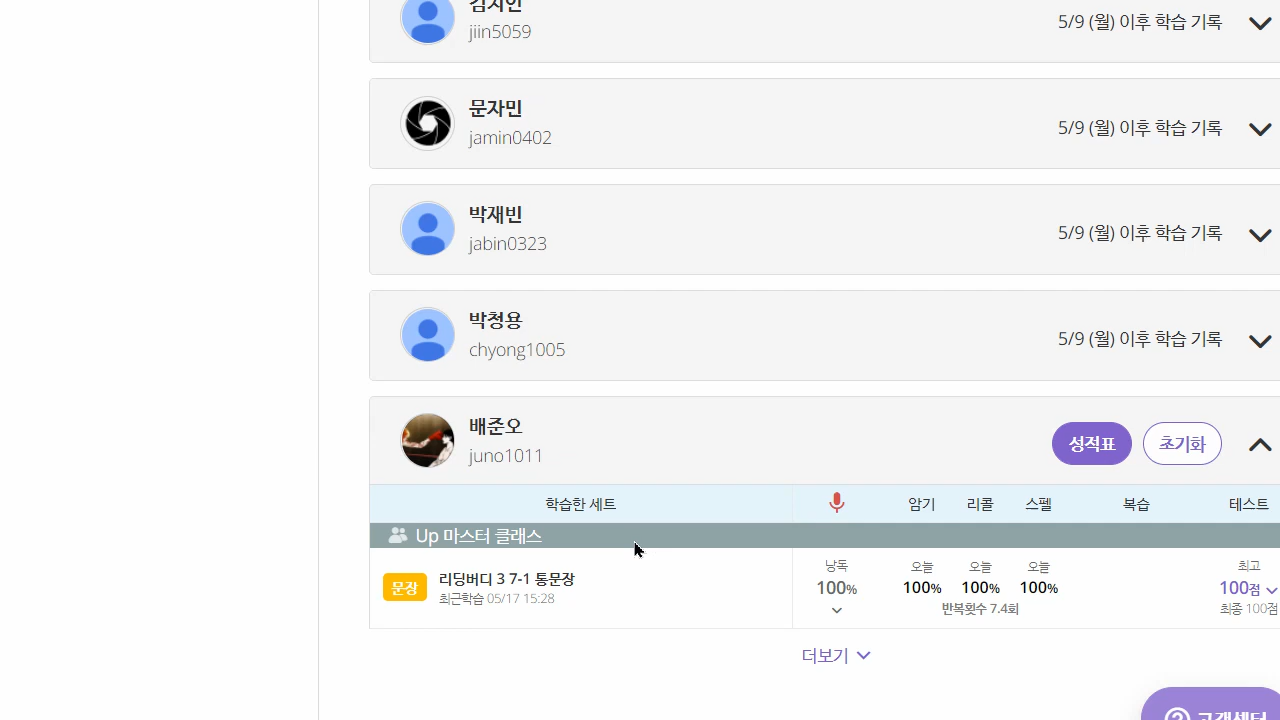 김지인
jiin5059
5/9 (월) 이후 학습 기록
문자민
jamin0402
5/9 (월) 이후 학습 기록
박재빈
jabin0323
5/9 (월) 이후 학습 기록
박청용
chyong1005
5/9 (월) 이후 학습 기록
배준오
juno1011
성적표
초기화
학습한 세트 암기 리콜 스펠 복습 테스트
Up 마스터 클래스
문장
리딩버디 3 7-1 통문장
최근학습 05/17 15:28
낭독 오늘 오늘 오늘 최고
100% 100% 100% 100% 100점
반복횟수 7.4회 최종 100점
더보기
고객센터